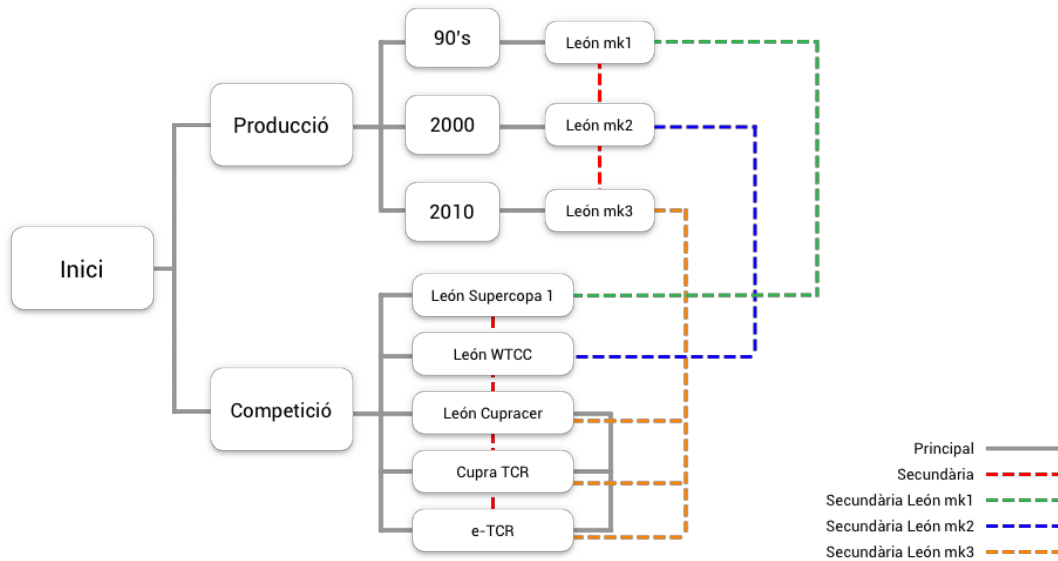 Inici
Producció
90's
León mk1
2000
León mk2
2010
León mk3
Competició
León Supercopa 1
León WTCC
León Cupracer
Cupra TCR
e-TCR
Principal
Secundària
Secundària León mk1
Secundària León mk2
Secundària León mk3